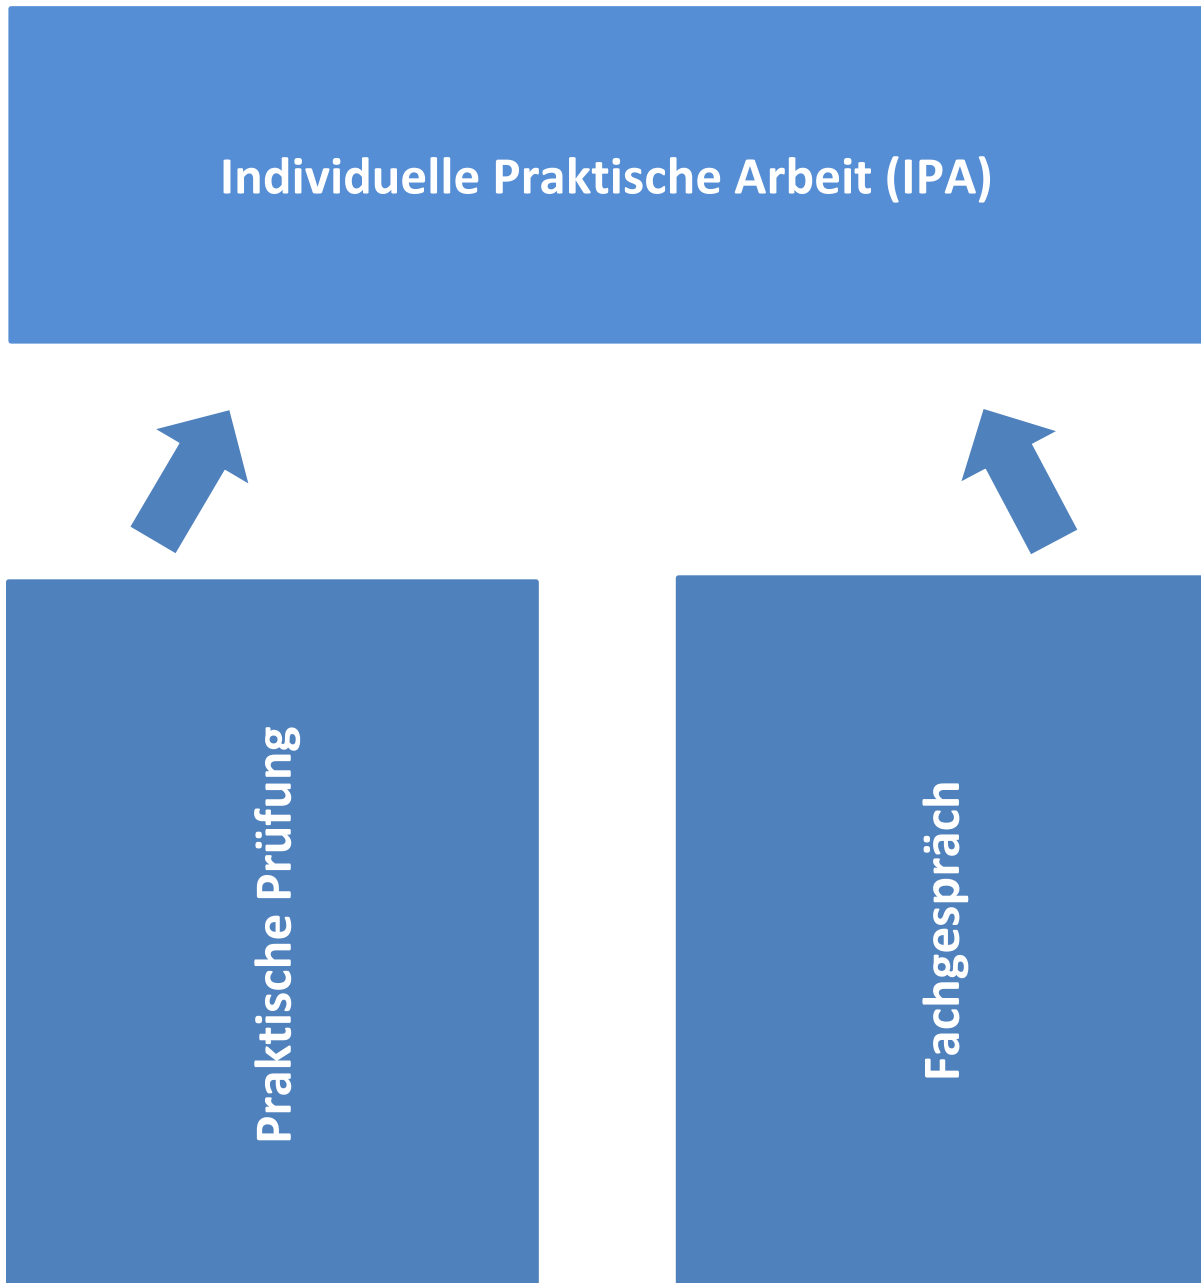 Individuelle Praktische Arbeit (IPA)
Praktische Prüfung
Fachgespräch